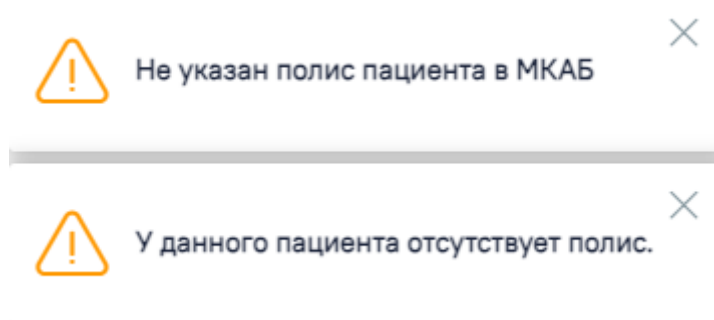 Не указан полис пациента в МКАБ
У данного пациента отсутствует полис.